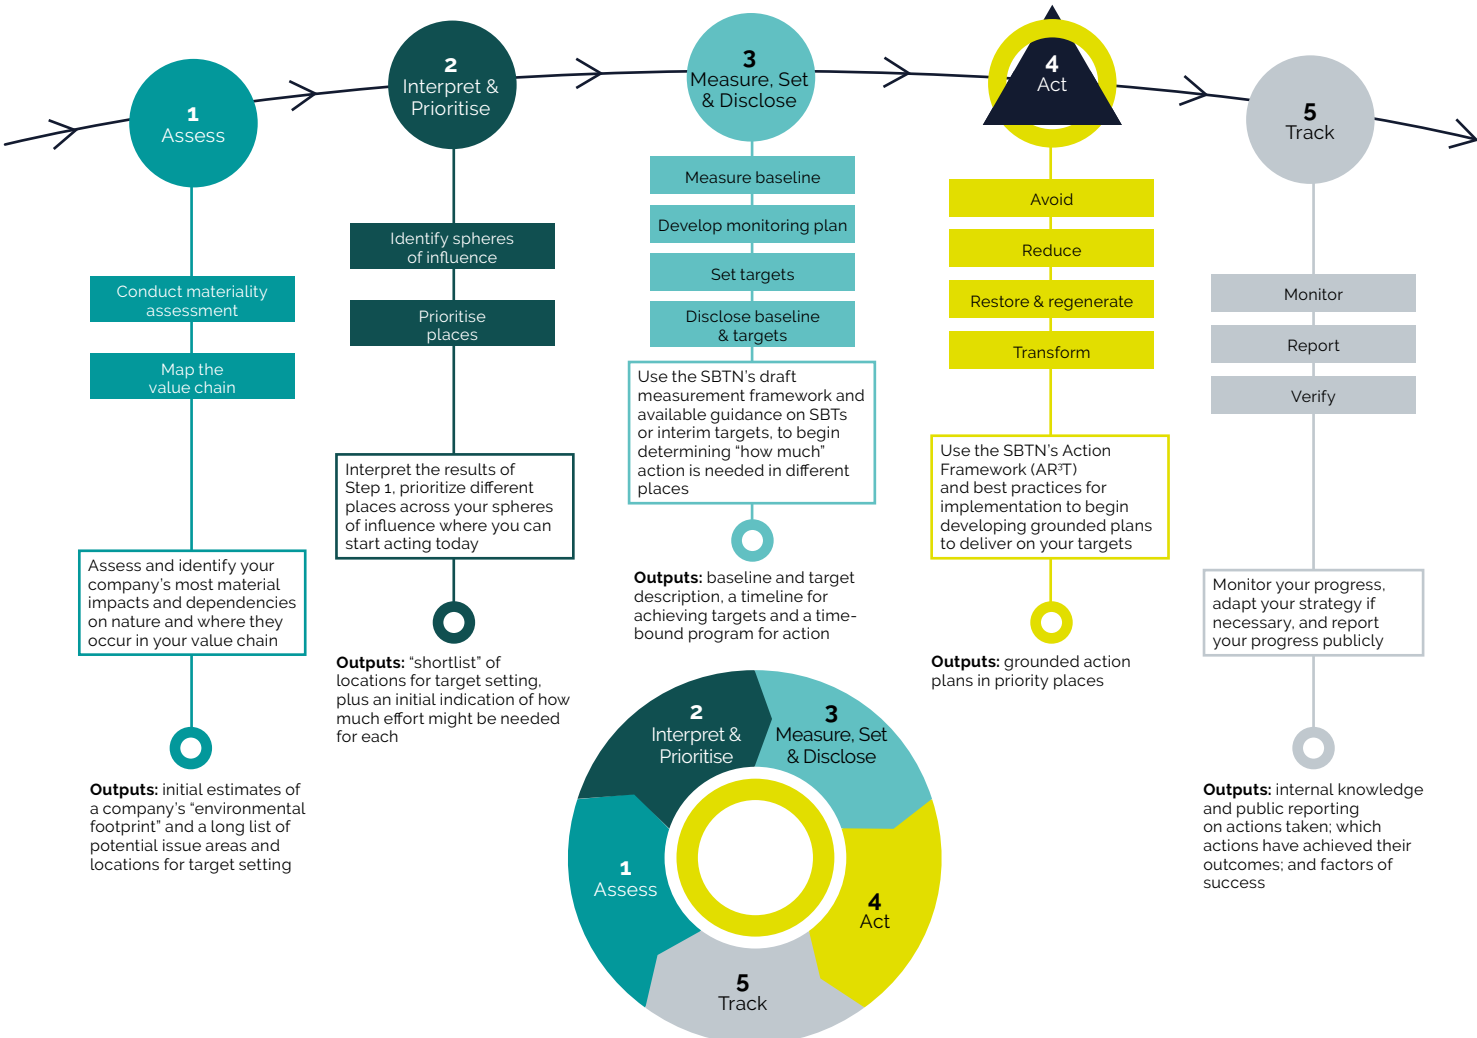 1
Assess
Conduct materiality
assessment
Map the
value chain
Assess and identify your
company's most material
impacts and dependencies
on nature and where they
occur in your value chain
Outputs: initial estimates of
a company's "environmental
footprint" and a long list of
potential issue areas and
locations for target setting
2
Interpret &
Prioritise
Identify spheres
of influence
Prioritise
places
Interpret the results of
Step 1, prioritize different
places across your spheres
of influence where you can
start acting today
Outputs: "shortlist" of
locations for target setting,
plus an initial indication of how
much effort might be needed
for each
3
Measure, Set
& Disclose
Measure baseline
Develop monitoring plan
Set targets
Disclose baseline
& targets
Use the SBTN's draft
measurement framework and
available guidance on SBTs
or interim targets, to begin
determining "how much"
action is needed in different
places
Outputs: baseline and target
description, a timeline for
achieving targets and a time-
bound program for action
4
Act
Avoid
Reduce
Restore & regenerate
Transform
Use the SBTN's Action
Framework (AR³T)
and best practices for
implementation to begin
developing grounded plans
to deliver on your targets
Outputs: grounded action
plans in priority places
5
Track
Monitor
Report
Verify
Monitor your progress,
adapt your strategy if
necessary, and report
your progress publicly
Outputs: internal knowledge
and public reporting
on actions taken; which
actions have achieved their
outcomes; and factors of
success
1
Assess
2
Interpret &
Prioritise
3
Measure, Set
& Disclose
4
Act
5
Track